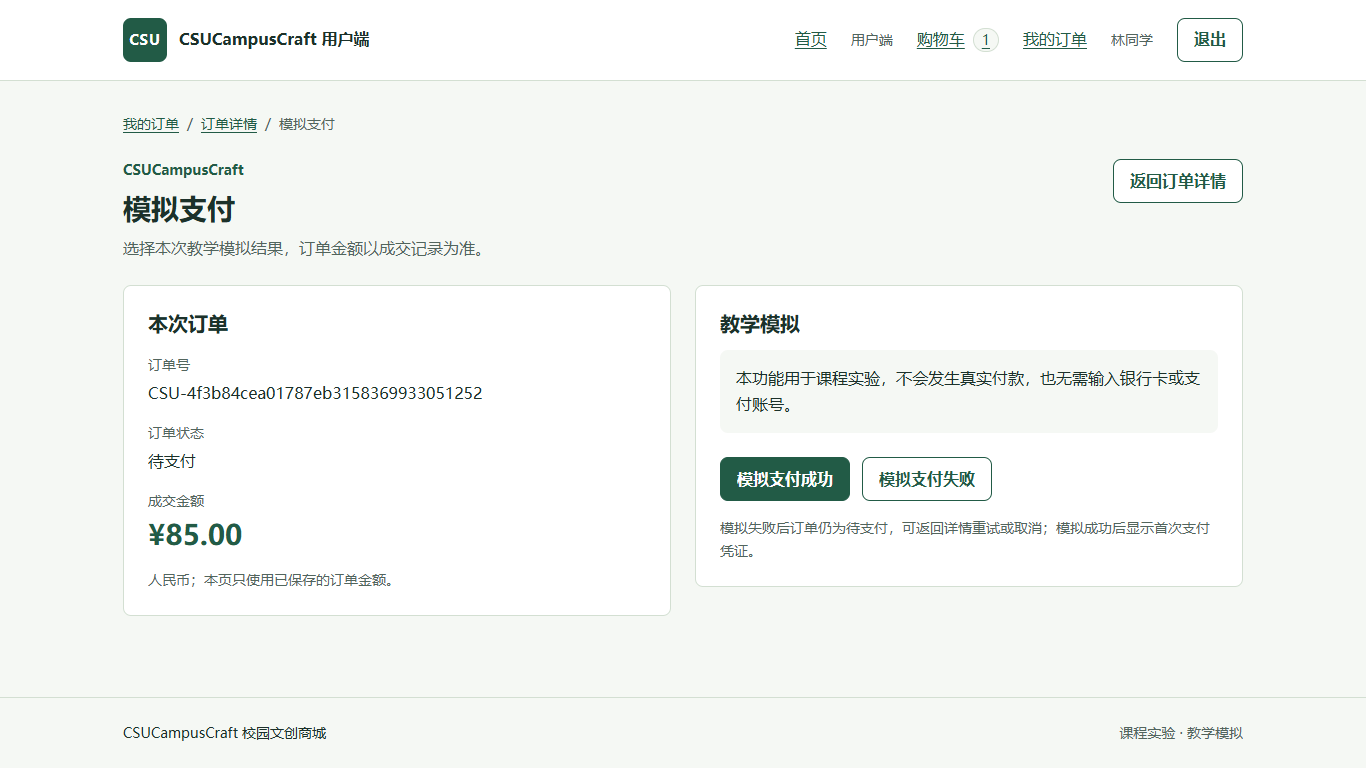 CSU CSUCampusCraft 用户端 首页 用户端 购物车 1 我的订单 林同学 退出
我的订单 / 订单详情 / 模拟支付
CSUCampusCraft
模拟支付
选择本次教学模拟结果，订单金额以成交记录为准。
返回订单详情
本次订单
订单号
CSU-4f3b84cea01787eb3158369933051252
订单状态
待支付
成交金额
¥85.00
人民币；本页只使用已保存的订单金额。
教学模拟
本功能用于课程实验，不会发生真实付款，也无需输入银行卡或支
付账号。
模拟支付成功 模拟支付失败
模拟失败后订单仍为待支付，可返回详情重试或取消；模拟成功后显示首次支付
凭证。
CSUCampusCraft 校园文创商城 课程实验 · 教学模拟